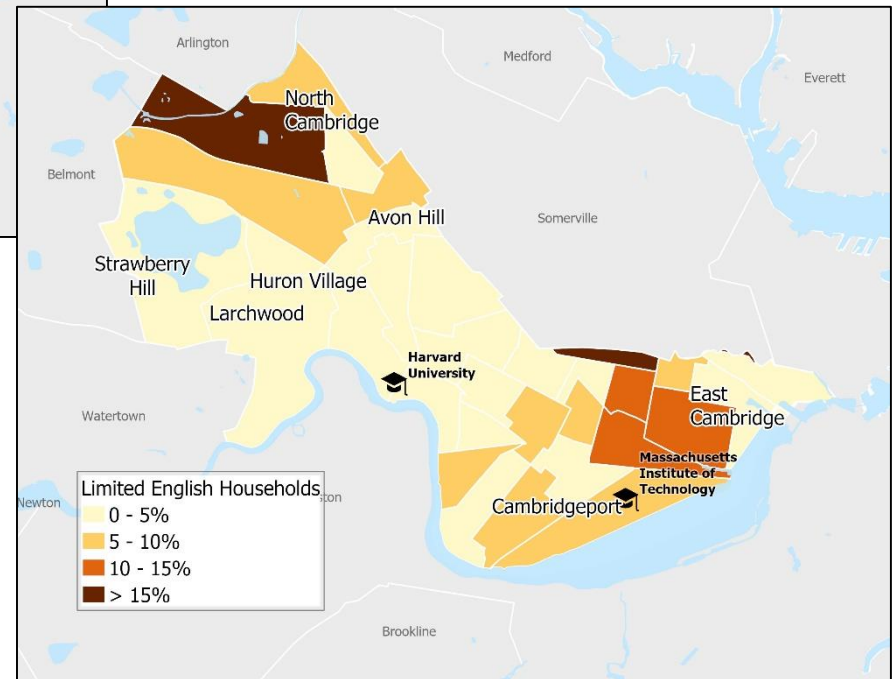 Arlington
Medford
Everett
North
Cambridge
Belmont
Avon Hill
Somerville
Strawberry
Hill
Huron Village
Larchwood
Harvard
University
East
Cambridge
Watertown
Massachusetts
Institute of
Technology
Limited English Households
Newton
ston
Cambridgeport
0 - 5%
5 - 10%
10 - 15%
> 15%
Brookline